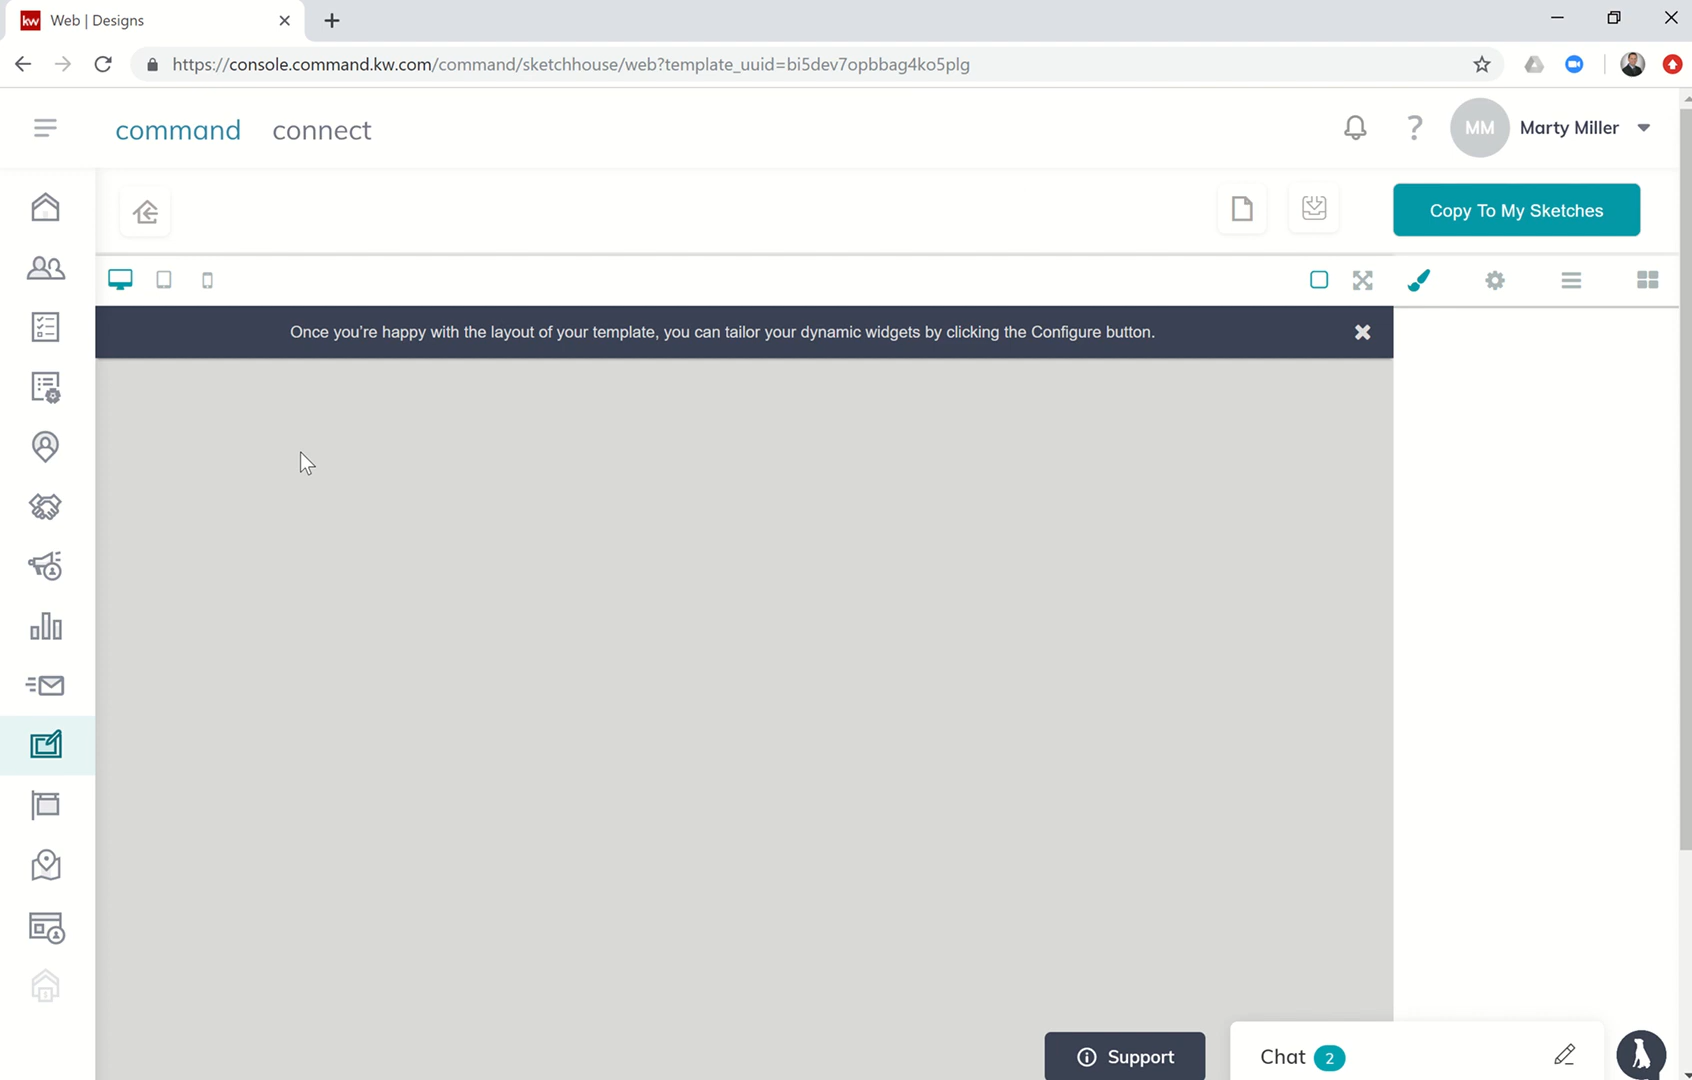 kw Web | Designs
https://console.command.kw.com/command/sketchhouse/web?template_uuid=bi5dev7opbbag4ko5plg
command connect
? MM Marty Miller
Copy To My Sketches
Once you're happy with the layout of your template, you can tailor your dynamic widgets by clicking the Configure button.
Support
Chat 2